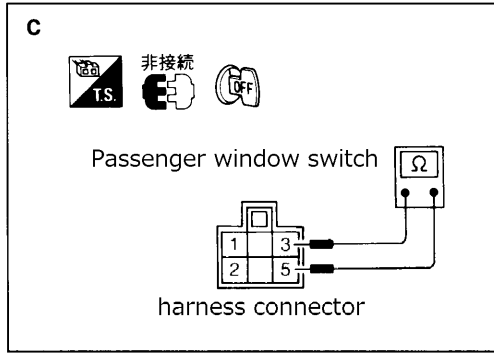 C
T.S.
非接続
OFF
Passenger window switch
Ω
1 3
2 5
harness connector